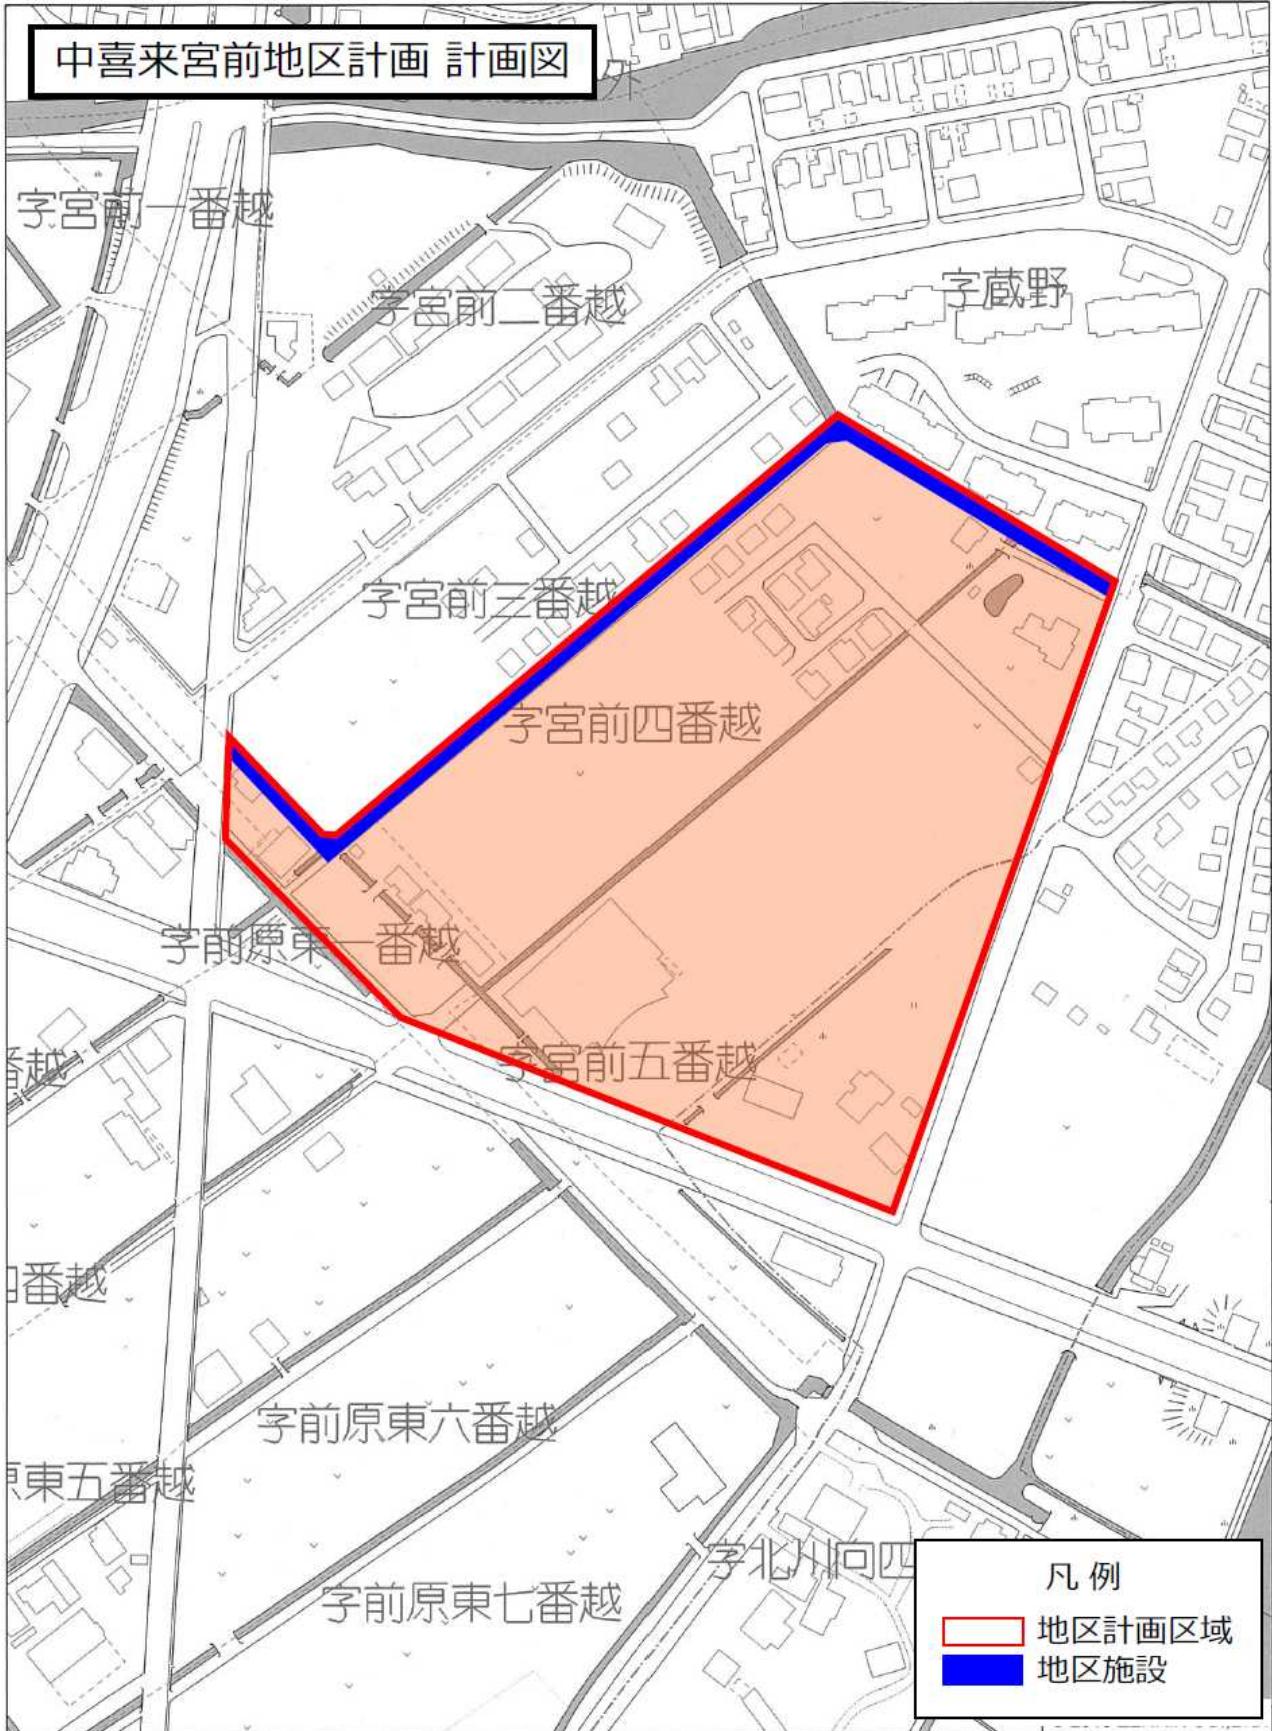 中喜来宮前地区計画 計画図
字宮前一番越
字宮前二番越
字蔵野
字宮前三番越
字宮前四番越
字前原東一番越
字宮前五番越
番越
番越
字前原東六番越
東五番越
字北川向四
字前原東七番越
凡例
地区計画区域
地区施設